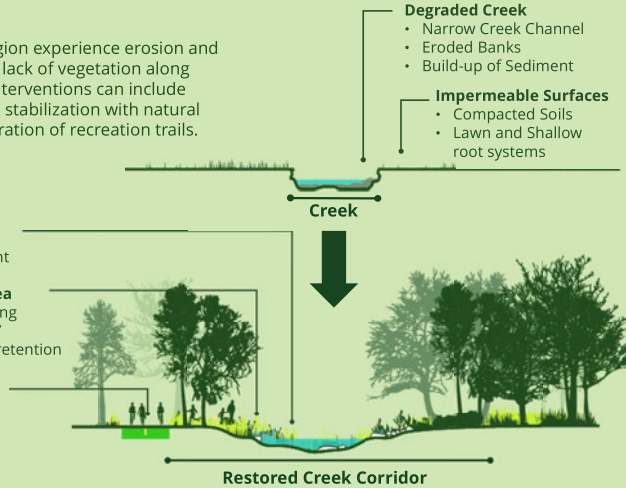 Degraded Creek
• Narrow Creek Channel
• Eroded Banks
• Build-up of Sediment
gion experience erosion and
lack of vegetation along
terventions can include
stabilization with natural
ration of recreation trails.
Impermeable Surfaces
• Compacted Soils
• Lawn and Shallow
root systems
Creek
nt
ea
ng
retention
Restored Creek Corridor